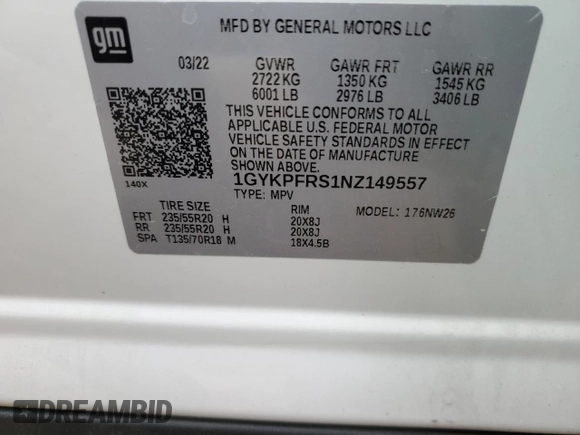 gm
MFD BY GENERAL MOTORS LLC
03/22 GVWR GAWR FRT GAWR RR
2722 KG 1350 KG 1545 KG
6001 LB 2976 LB 3406 LB
THIS VEHICLE CONFORMS TO ALL
APPLICABLE U.S. FEDERAL MOTOR
VEHICLE SAFETY STANDARDS IN EFFECT
ON THE DATE OF MANUFACTURE
SHOWN ABOVE.
140X
1GYKPFRS1NZ149557
TYPE: MPV
TIRE SIZE RIM MODEL: 176NW26
FRT 235/55R20 H 20X8J
RR 235/55R20 H 20X8J
SPA T135/70R18 M 18X4.5B
DREAMBID